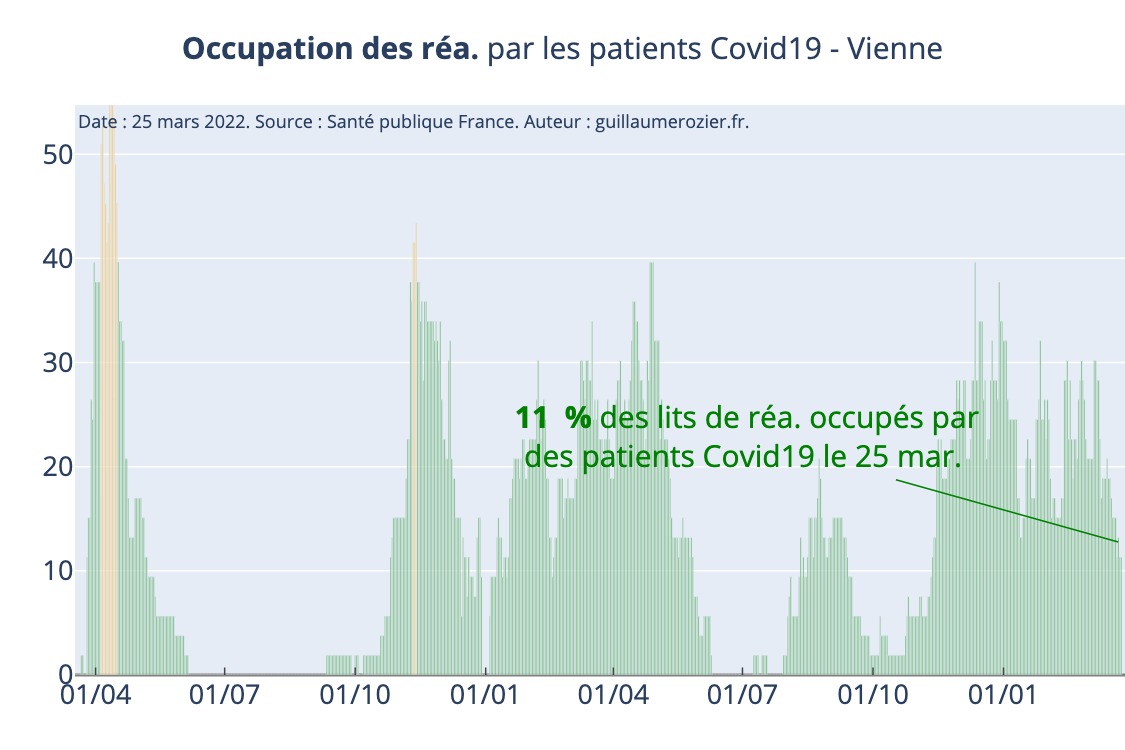 Occupation des réa. par les patients Covid19 - Vienne
Date : 25 mars 2022. Source : Santé publique France. Auteur : guillaumerozier.fr.
50
40
30
20
10
0
11 % des lits de réa. occupés par
des patients Covid19 le 25 mar.
01/04 01/07 01/10 01/01 01/04 01/07 01/10 01/01